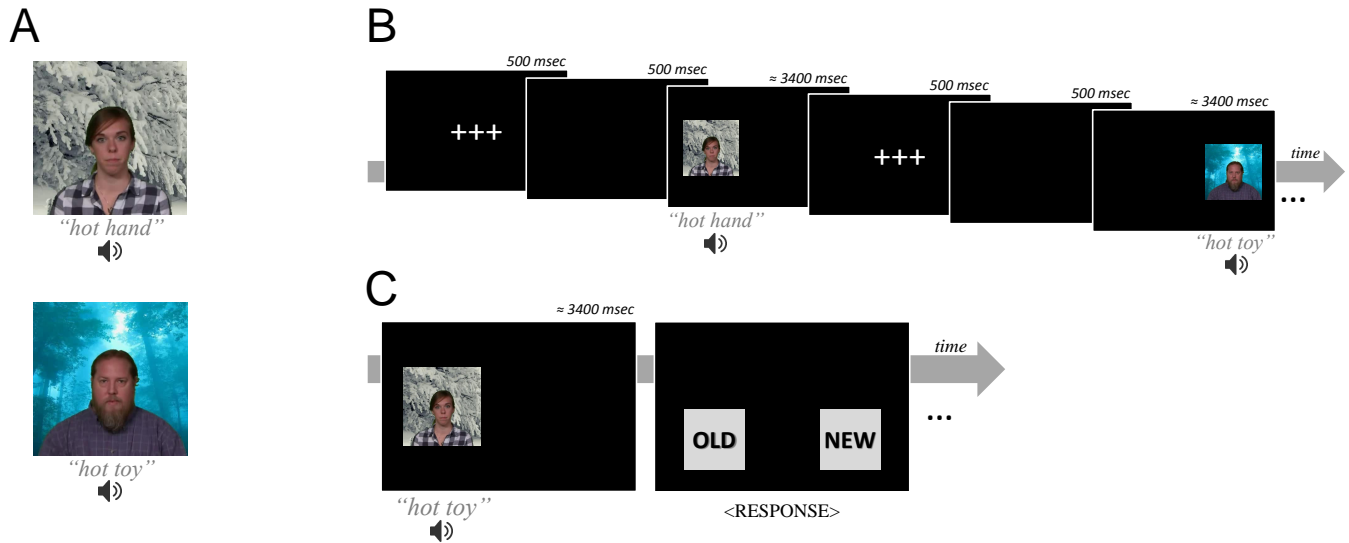 A
“hot hand”
“hot toy”
B
500 msec
500 msec
≈ 3400 msec
500 msec
500 msec
≈ 3400 msec
+++
+++
time
...
“hot hand”
“hot toy”
C
≈ 3400 msec
time
...
OLD
NEW
“hot toy”
<RESPONSE>